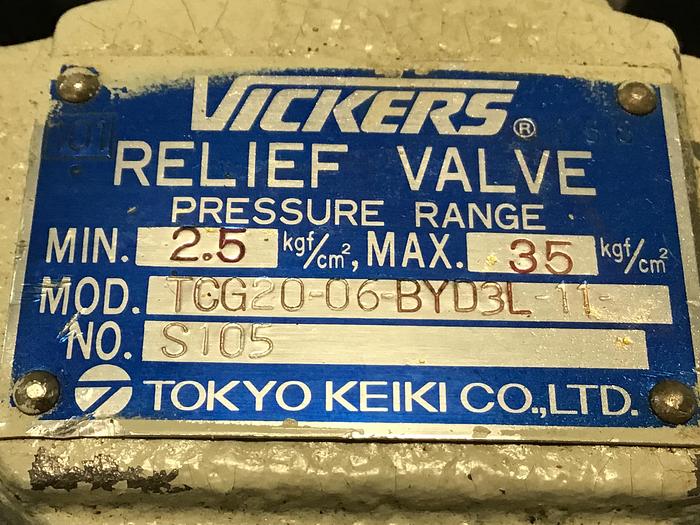 VICKERS®
RELIEF VALVE
PRESSURE RANGE
MIN. 2.5 kgf/cm², MAX. 35 kgf/cm²
MOD. TCG20-06-BYD3L-11-
NO. S105
TOKYO KEIKI CO.,LTD.